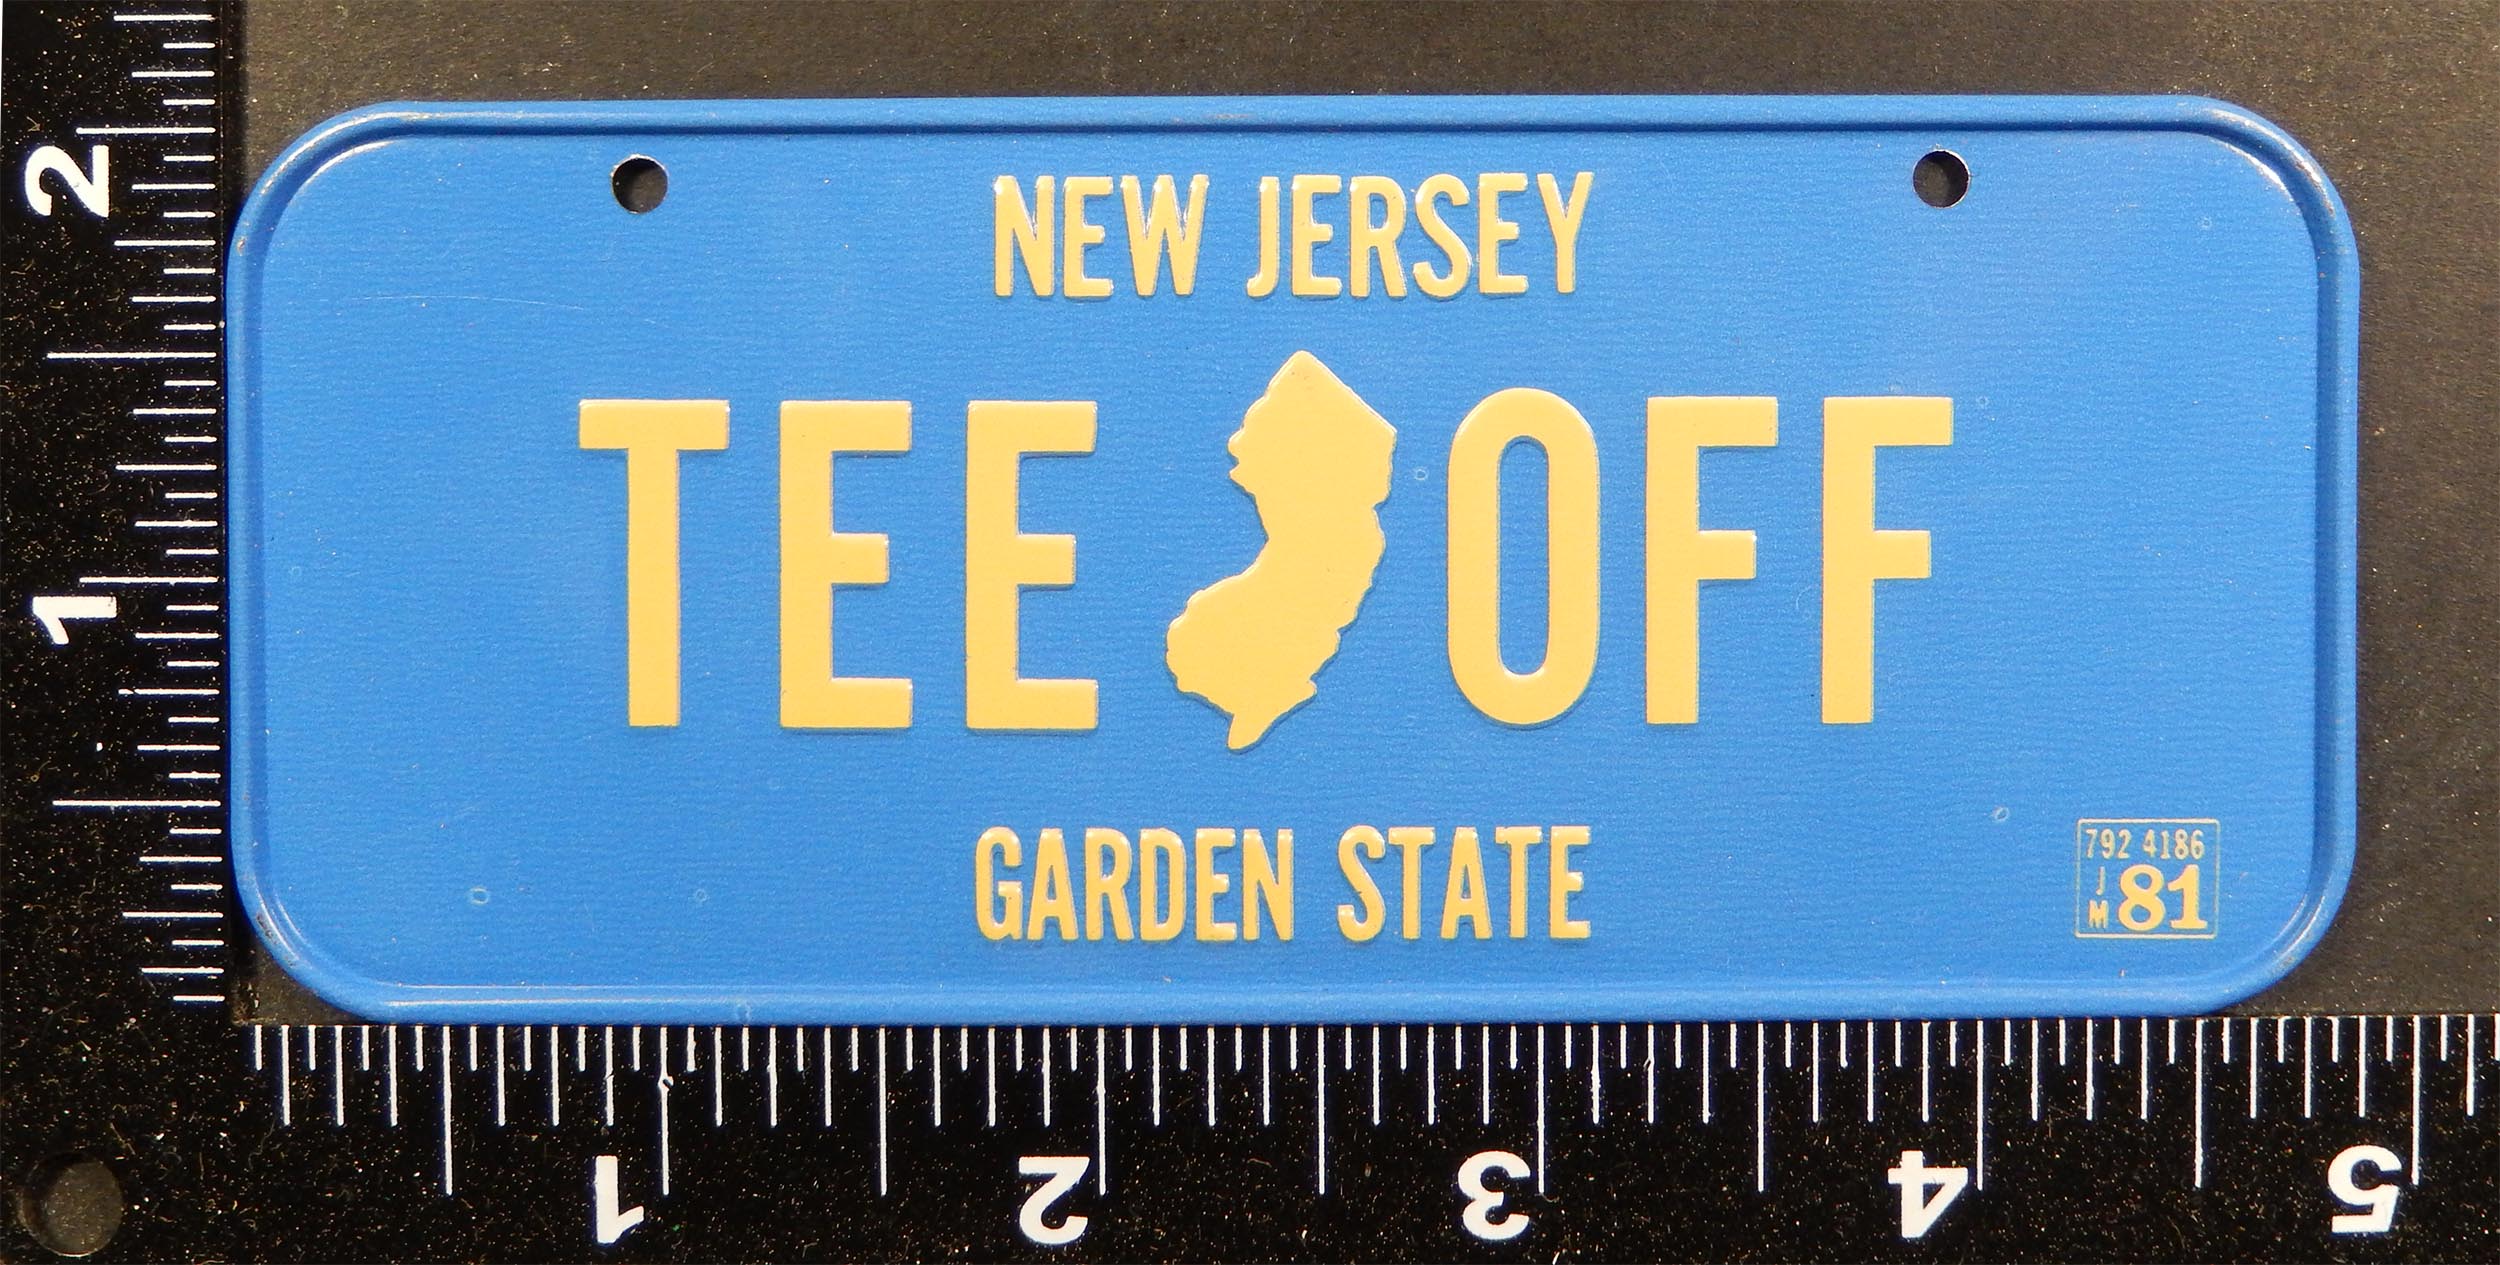 NEW JERSEY
TEE OFF
GARDEN STATE
792 4186
J
M
81
2
1
1 2 3 4 5